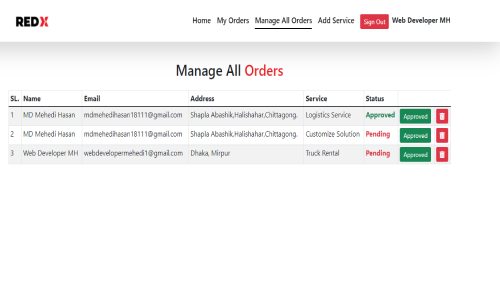 REDX Home My Orders Manage All Orders Add Service Sign Out Web Developer MH
Manage All Orders
SL. Name Email Address Service Status
1 MD Mehedi Hasan mdmehedihasan18111@gmail.com Shapla Abashik,Halishahar,Chittagong. Logistics Service Approved Approved
2 MD Mehedi Hasan mdmehedihasan18111@gmail.com Shapla Abashik,Halishahar,Chittagong. Customize Solution Pending Approved
3 Web Developer MH webdevelopermehedi1@gmail.com Dhaka, Mirpur Truck Rental Pending Approved